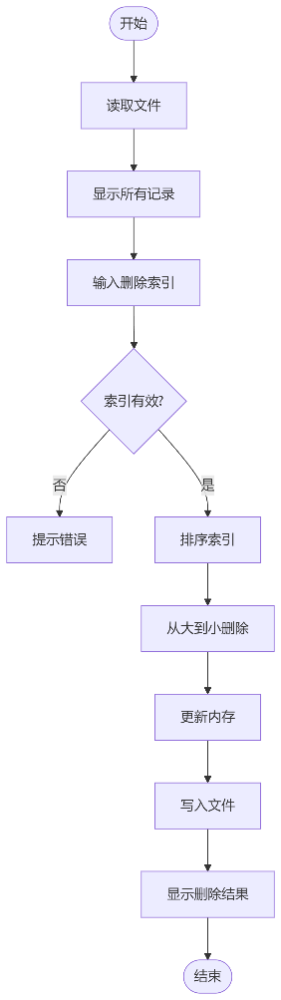 开始
读取文件
显示所有记录
输入删除索引
索引有效?
否
是
提示错误
排序索引
从大到小删除
更新内存
写入文件
显示删除结果
结束